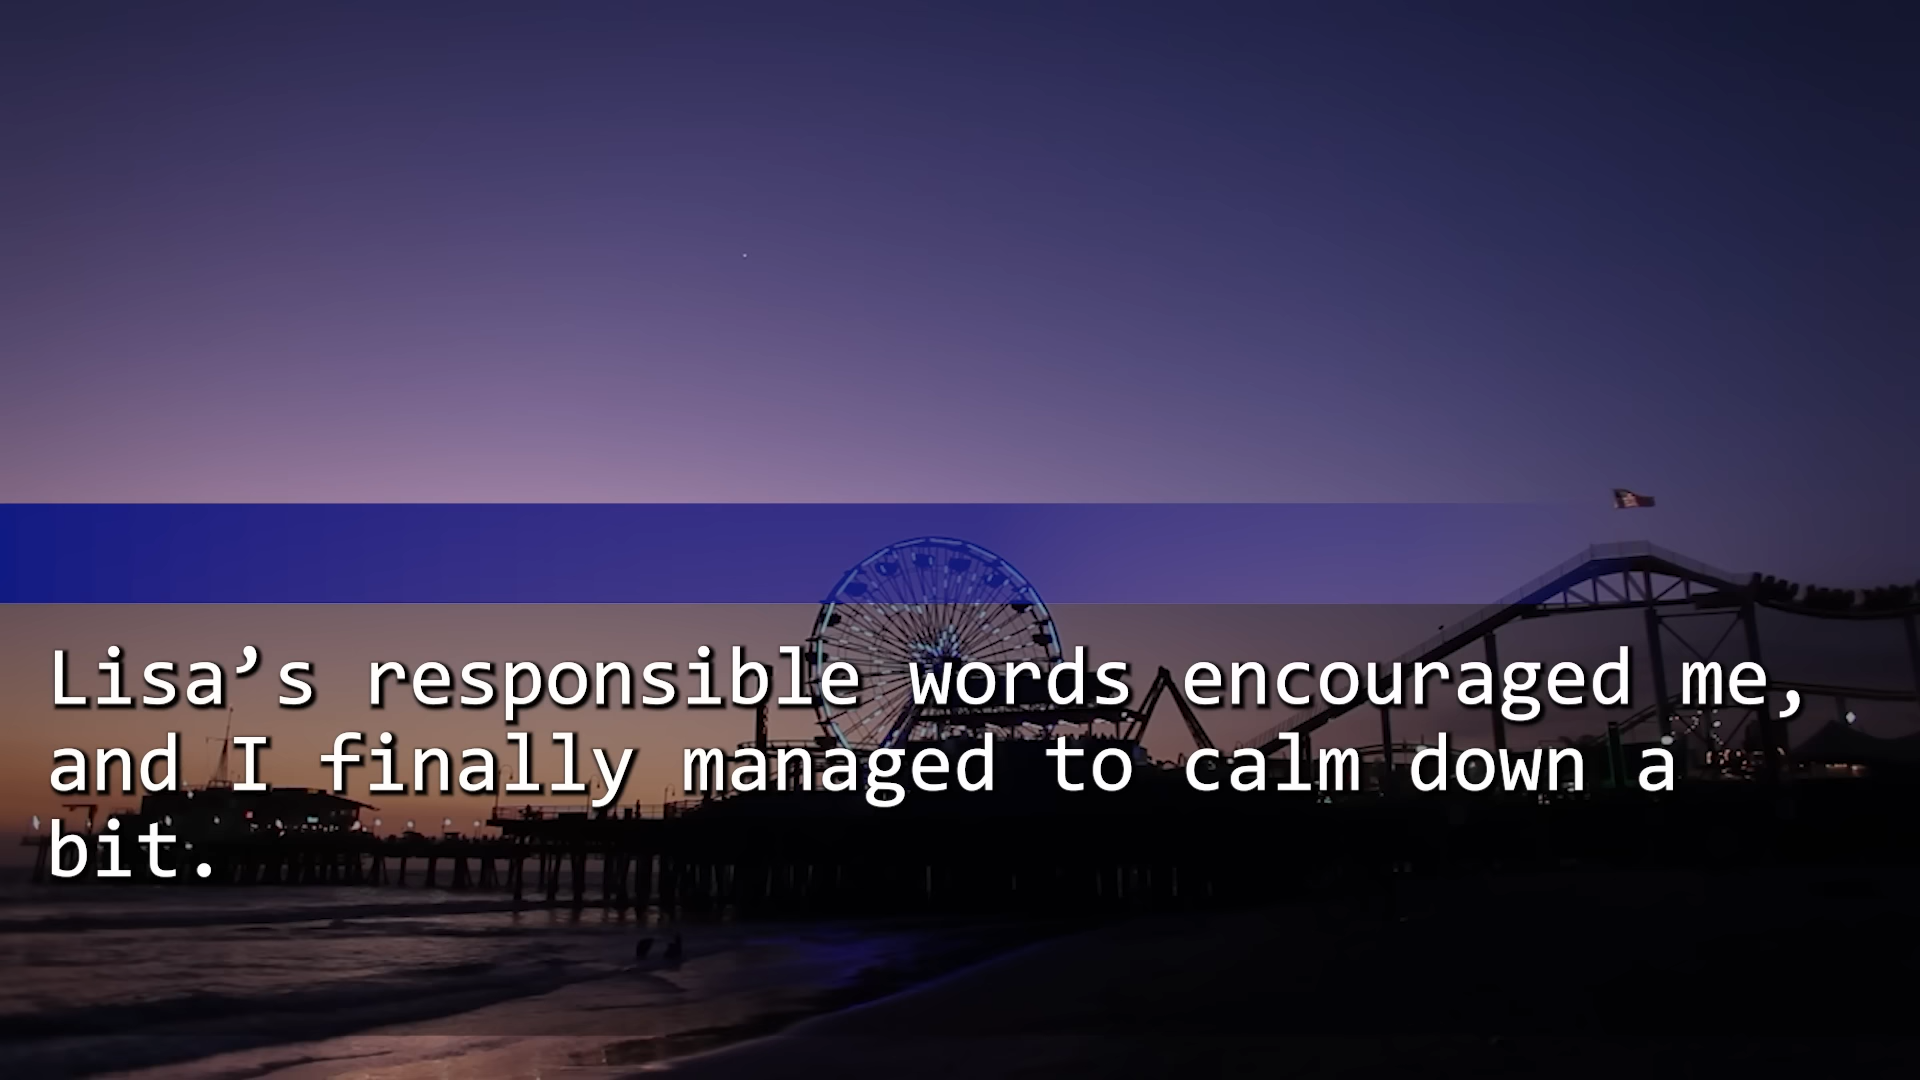 Lisa’s responsible words encouraged me,
and I finally managed to calm down a
bit.